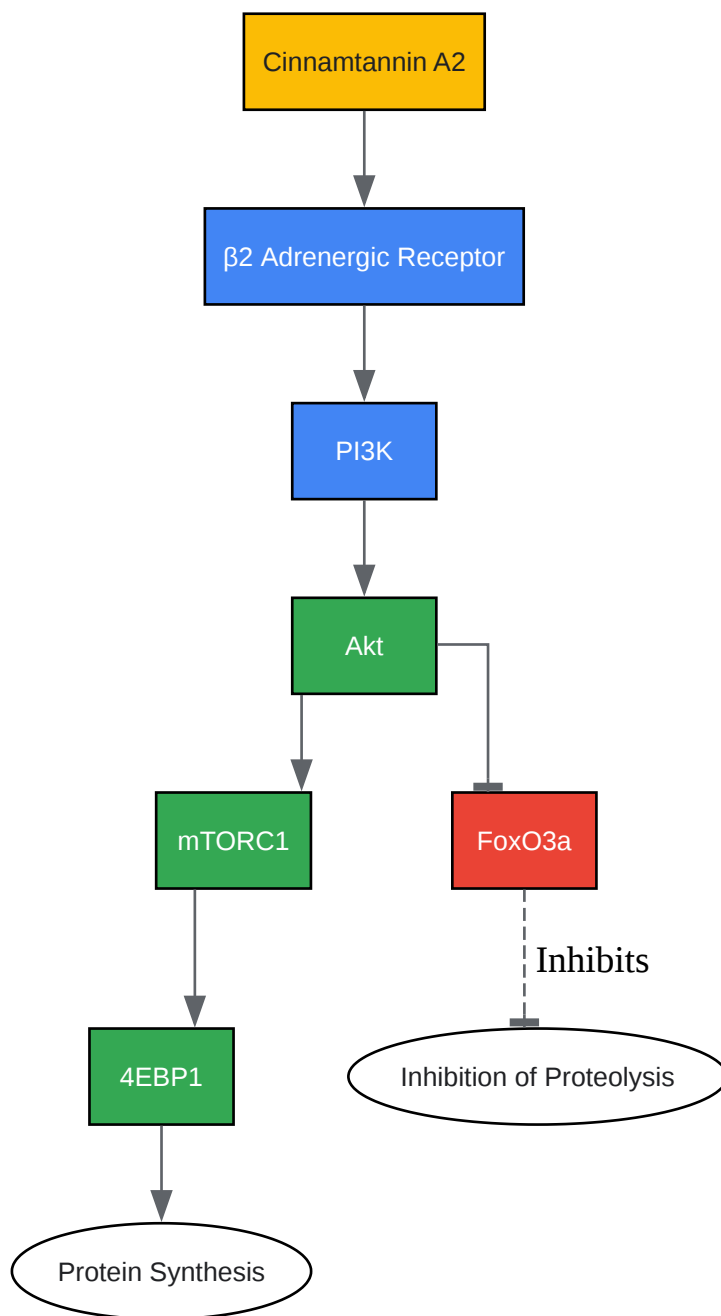 Cinnamtannin A2
β2 Adrenergic Receptor
PI3K
Akt
mTORC1
FoxO3a
Inhibits
4EBP1
Inhibition of Proteolysis
Protein Synthesis